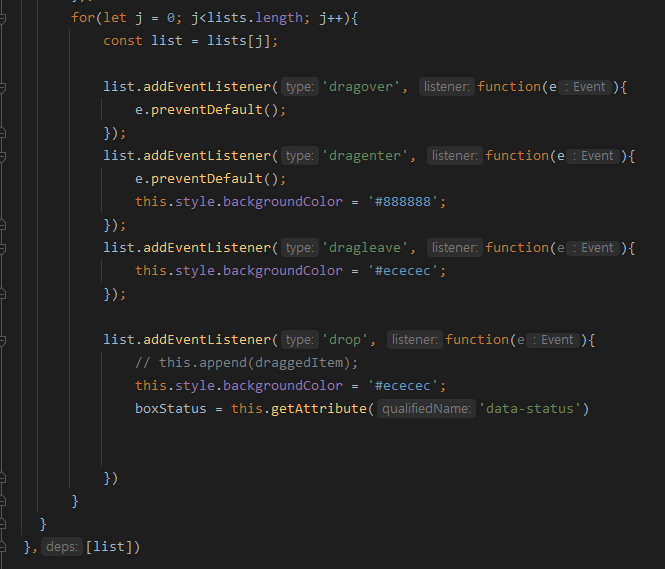 });
for(let j = 0; j<lists.length; j++){
const list = lists[j];
list.addEventListener( type: 'dragover', listener: function(e : Event ){
e.preventDefault();
});
list.addEventListener( type: 'dragenter', listener: function(e : Event ){
e.preventDefault();
this.style.backgroundColor = '#888888';
});
list.addEventListener( type: 'dragleave', listener: function(e : Event ){
this.style.backgroundColor = '#ececec';
});
list.addEventListener( type: 'drop', listener: function(e : Event ){
// this.append(draggedItem);
this.style.backgroundColor = '#ececec';
boxStatus = this.getAttribute( qualifiedName: 'data-status')
})
}
}
}, deps: [list])